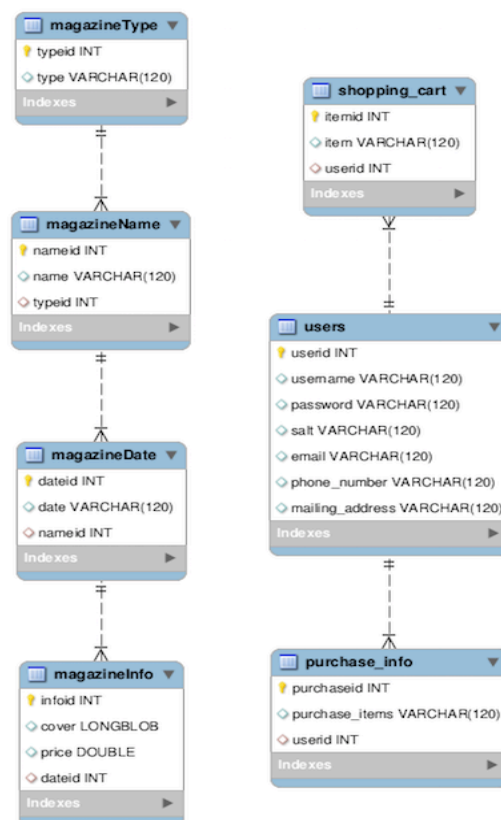 magazineType
typeid INT
type VARCHAR(120)
Indexes
magazineName
nameid INT
name VARCHAR(120)
typeid INT
Indexes
magazineDate
dateid INT
date VARCHAR(120)
nameid INT
Indexes
magazineInfo
infoid INT
cover LONGBLOB
price DOUBLE
dateid INT
Indexes
shopping_cart
itemid INT
item VARCHAR(120)
userid INT
Indexes
users
userid INT
username VARCHAR(120)
password VARCHAR(120)
salt VARCHAR(120)
email VARCHAR(120)
phone_number VARCHAR(120)
mailing_address VARCHAR(120)
Indexes
purchase_info
purchaseid INT
purchase_items VARCHAR(120)
userid INT
Indexes